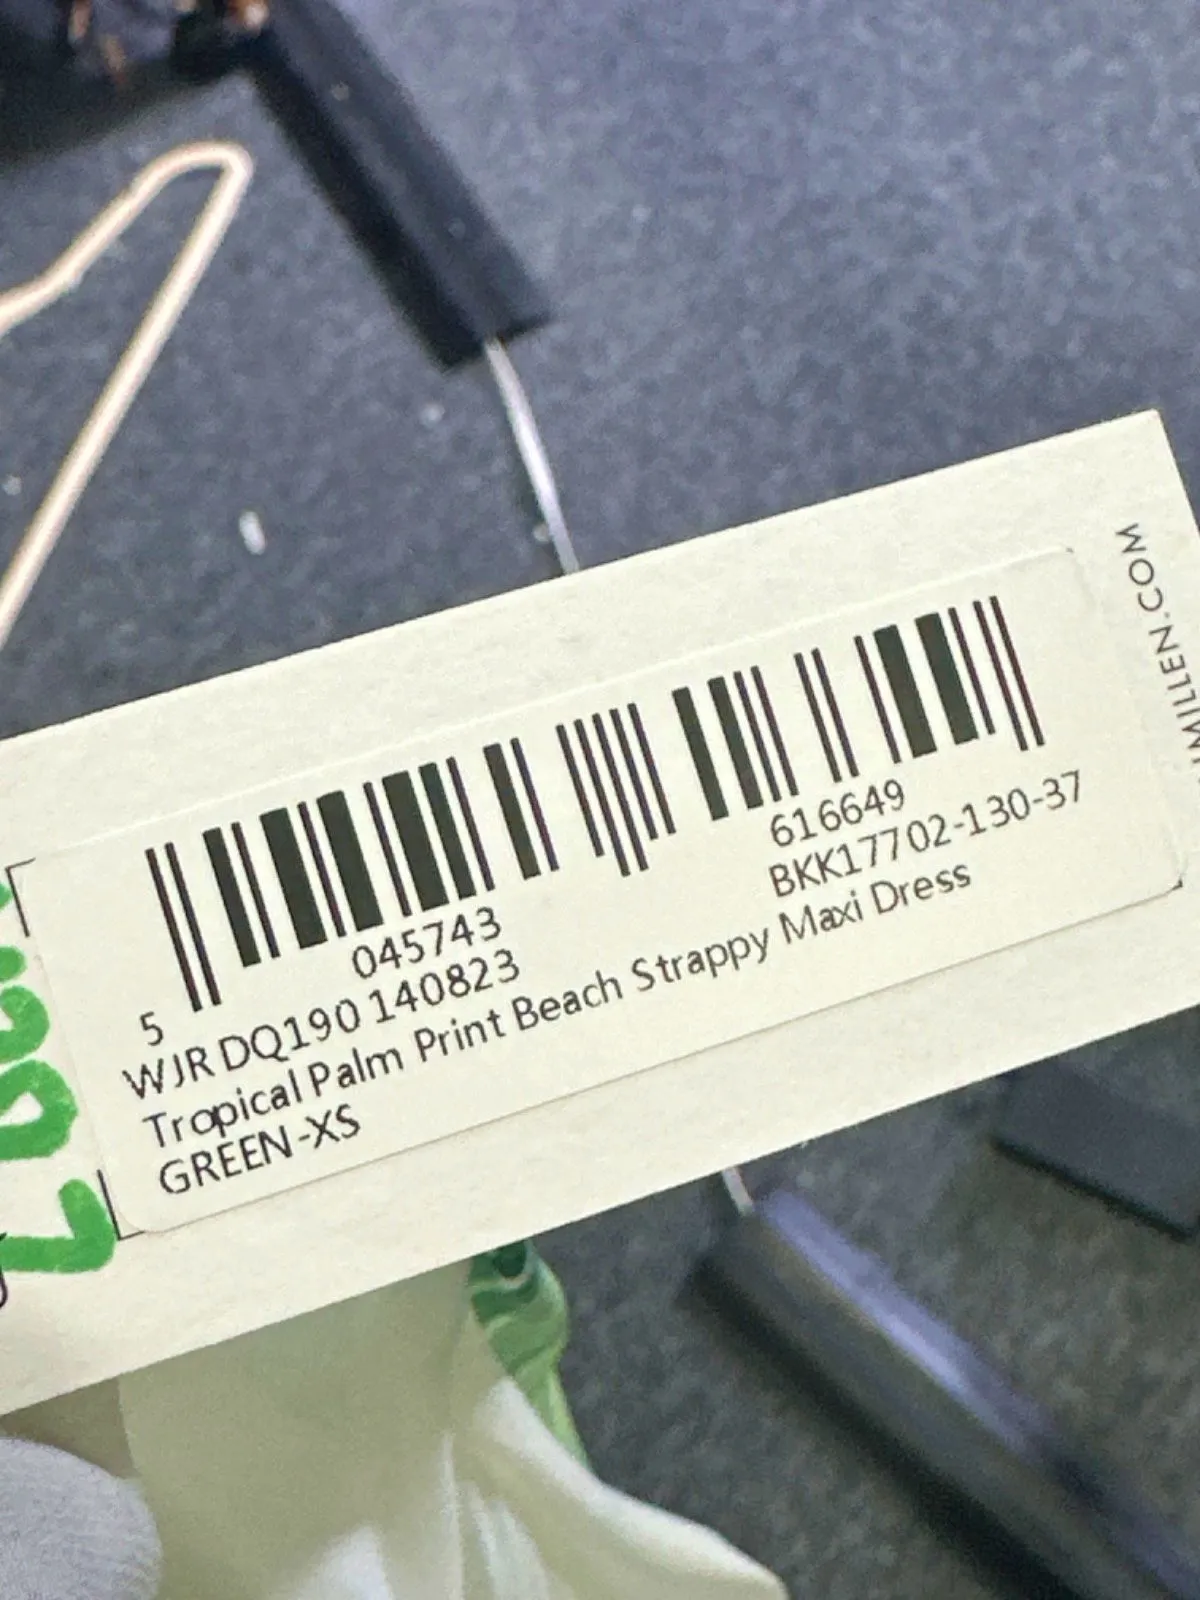 MILLEN.COM
5 045743 616649
WJR DQ190 140823 BKK17702-130-37
Tropical Palm Print Beach Strappy Maxi Dress
GREEN-XS